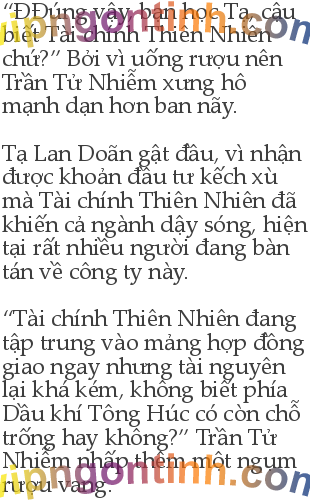 “ĐĐúng vậy, bạn học Tạ, cậu
biết Tài chính Thiên Nhiên
chứ?” Bởi vì uống rượu nên
Trần Tử Nhiễm xưng hô
mạnh dạn hơn ban nãy.
Tạ Lan Doãn gật đầu, vì nhận
được khoản đầu tư kếch xù
mà Tài chính Thiên Nhiên đã
khiến cả ngành dậy sóng, hiện
tại rất nhiều người đang bàn
tán về công ty này.
“Tài chính Thiên Nhiên đang
tập trung vào mảng hợp đồng
giao ngay nhưng tài nguyên
lại khá kém, không biết phía
Dầu khí Tông Húc có còn chỗ
trống hay không?” Trần Tử
Nhiễm nhấp thêm một ngụm
rượu vang.